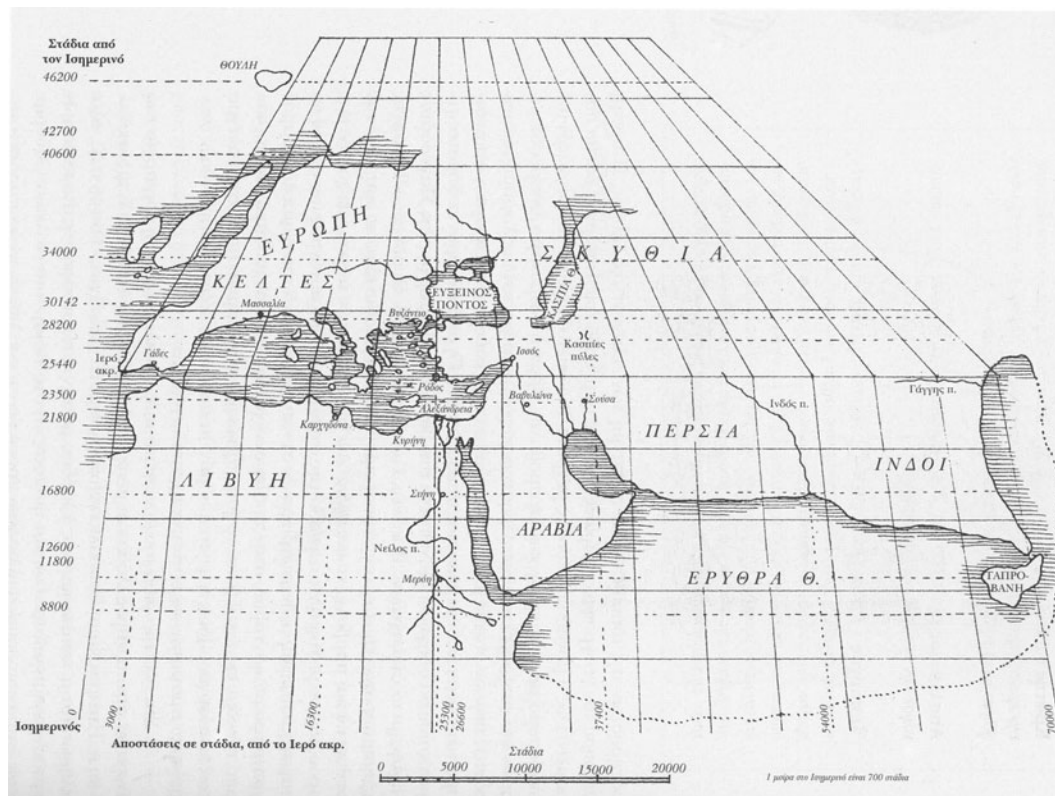 Στάδια από
τον Ισημερινό
46200
ΘΟΥΛΗ
42700
40600
34000
30142
28200
25440
23500
21800
16800
12600
11800
8800
Ισημερινός
ΕΥΡΩΠΗ
ΚΕΛΤΕΣ
ΣΚΥΘΙΑ
Μασσαλία
Βυζάντιο
ΕΥΞΕΙΝΟΣ
ΠΟΝΤΟΣ
ΚΑΣΠΙΑ Θ.
Κασπίες
πύλες
Ιερό
ακρ.
Γάδες
Ισσός
Ρόδος
Αλεξάνδρεια
Βαβυλώνα
Σούσα
Ινδός π.
Γάγγης π.
Καρχηδόνα
Κυρήνη
ΠΕΡΣΙΑ
ΙΝΔΟΙ
ΛΙΒΥΗ
Συήνη
ΑΡΑΒΙΑ
Νείλος π.
Μερόη
ΕΡΥΘΡΑ Θ.
ΤΑΠΡΟ-
ΒΑΝΗ
0
3000
16300
25300
26600
37400
54000
70000
Αποστάσεις σε στάδια, από το Ιερό ακρ.
Στάδια
0 5000 10000 15000 20000
1 μοίρα στο Ισημερινό είναι 700 στάδια